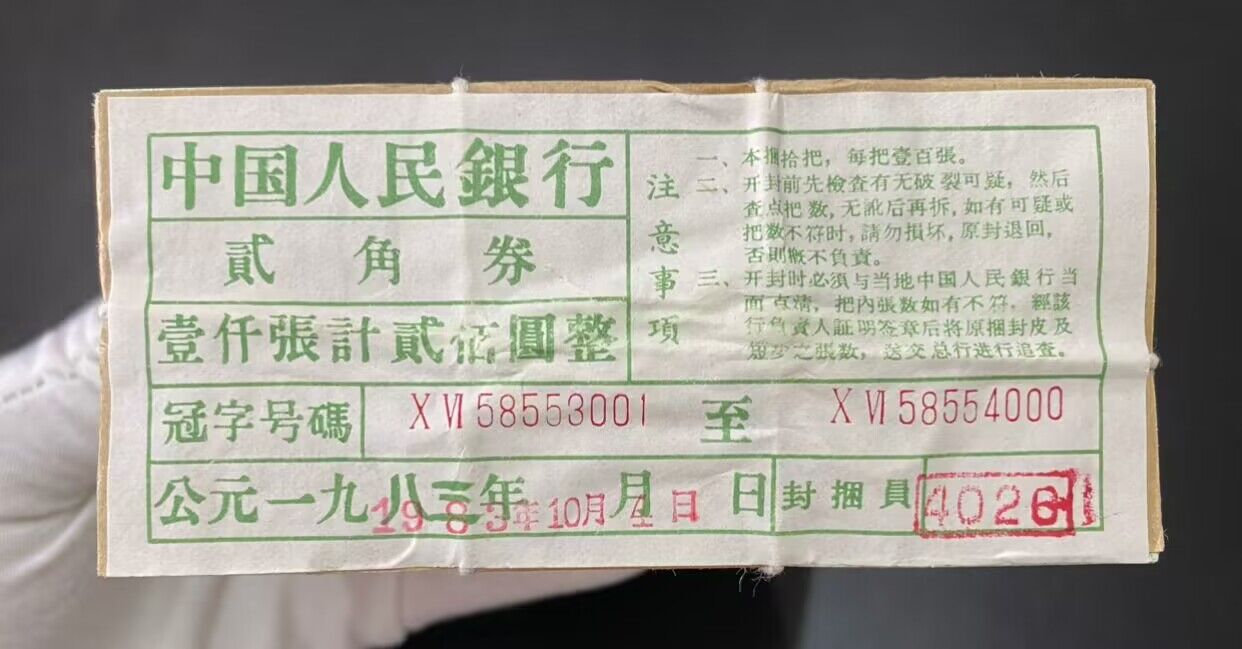 中国人民銀行
貳角券
壹仟張計貳佰圓整
注意事項
一、本捆拾把，每把壹百張。
二、开封前先檢查有无破裂可疑，然后
查点把数，无訛后再拆，如有可疑或
把数不符时，請勿損坏，原封退回，
否則概不負責。
三、开封时必須与当地中国人民銀行当
面点清，把內張数如有不符，經該
行負責人証明签章后将原捆封皮及
短少之張数，送交总行进行追查。
冠字号碼 XⅥ58553001 至 XⅥ58554000
公元一九八三年 月 日
1983年10月4日
封捆員 4026